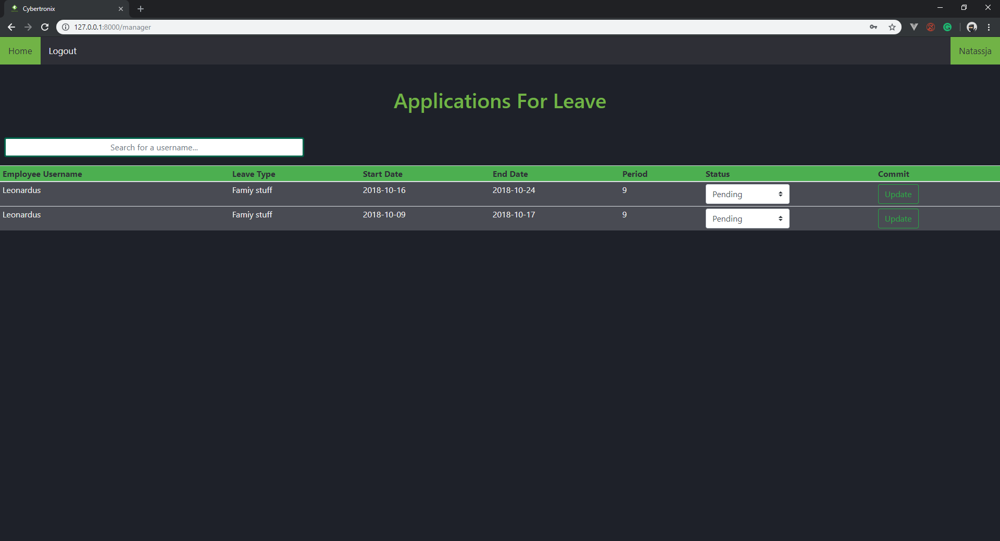 Cybertronix
127.0.0.1:8000/manager
Home Logout Natassja
Applications For Leave
Search for a username...
Employee Username Leave Type Start Date End Date Period Status Commit
Leonardus Famiy stuff 2018-10-16 2018-10-24 9 Pending Update
Leonardus Famiy stuff 2018-10-09 2018-10-17 9 Pending Update